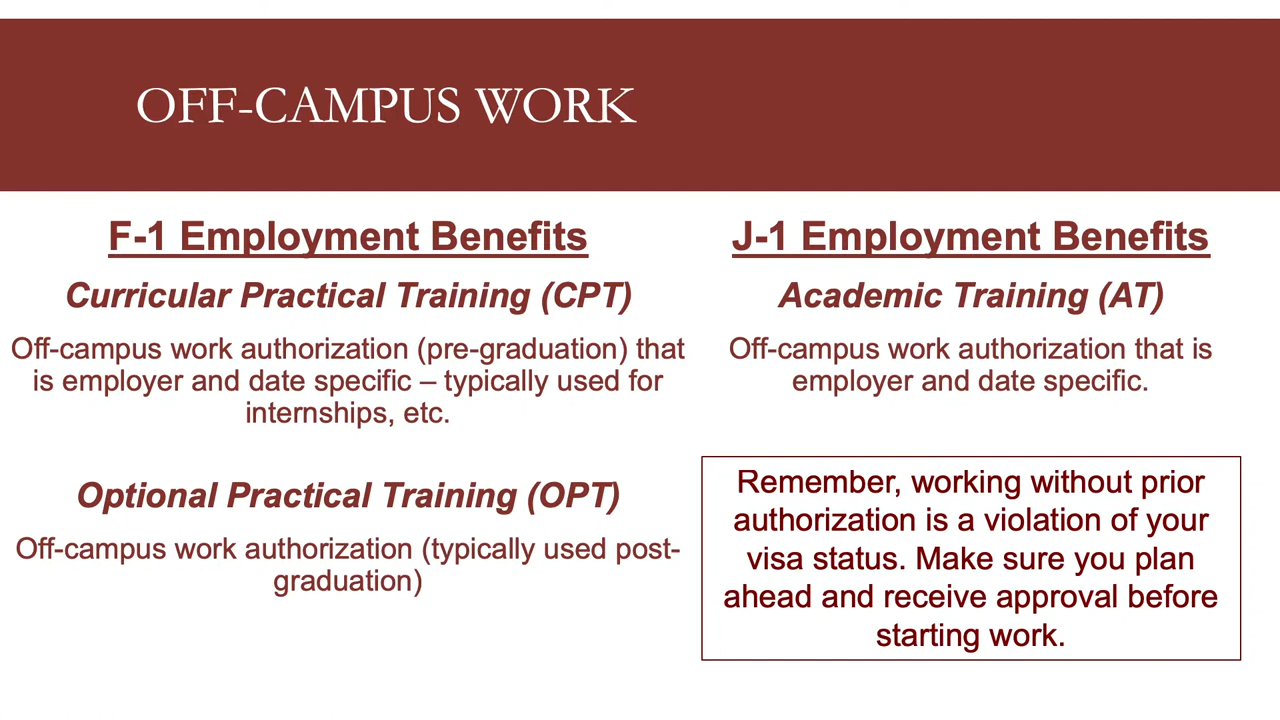 OFF-CAMPUS WORK
F-1 Employment Benefits
Curricular Practical Training (CPT)
Off-campus work authorization (pre-graduation) that
is employer and date specific – typically used for
internships, etc.
Optional Practical Training (OPT)
Off-campus work authorization (typically used post-
graduation)
J-1 Employment Benefits
Academic Training (AT)
Off-campus work authorization that is
employer and date specific.
Remember, working without prior
authorization is a violation of your
visa status. Make sure you plan
ahead and receive approval before
starting work.